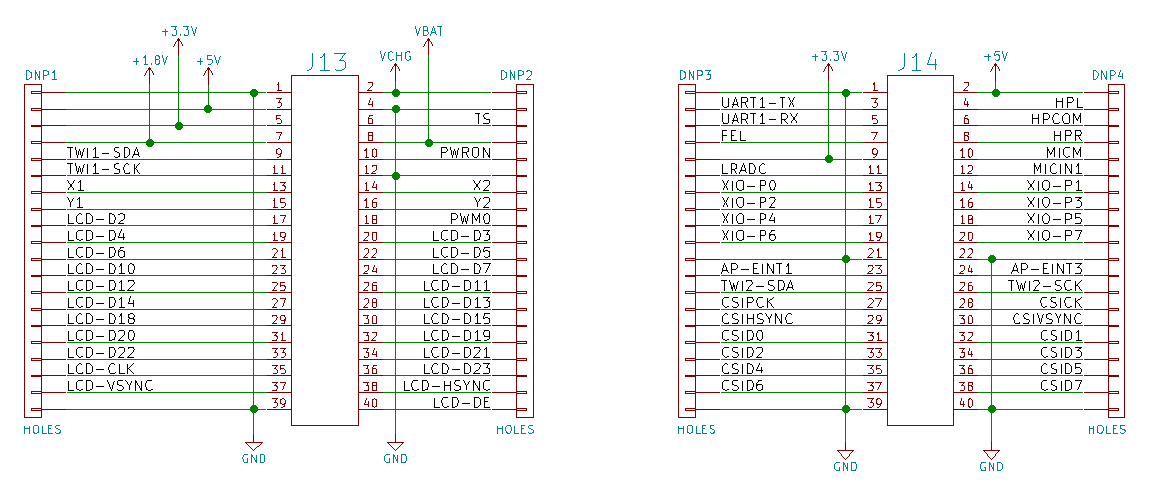 +3.3V
VBAT
+1.8V
+5V
VCHG
J13
DNP1
DNP2
1 2
3 4
5 6 TS
7 8
TWI1-SDA 9 10 PWRON
TWI1-SCK 11 12
X1 13 14 X2
Y1 15 16 Y2
LCD-D2 17 18 PWM0
LCD-D4 19 20 LCD-D3
LCD-D6 21 22 LCD-D5
LCD-D10 23 24 LCD-D7
LCD-D12 25 26 LCD-D11
LCD-D14 27 28 LCD-D13
LCD-D18 29 30 LCD-D15
LCD-D20 31 32 LCD-D19
LCD-D22 33 34 LCD-D21
LCD-CLK 35 36 LCD-D23
LCD-VSYNC 37 38 LCD-HSYNC
39 40 LCD-DE
HOLES
HOLES
GND
GND
+3.3V
+5V
J14
DNP3
DNP4
1 2
UART1-TX 3 4 HPL
UART1-RX 5 6 HPCOM
FEL 7 8 HPR
9 10 MICM
LRADC 11 12 MICIN1
XIO-P0 13 14 XIO-P1
XIO-P2 15 16 XIO-P3
XIO-P4 17 18 XIO-P5
XIO-P6 19 20 XIO-P7
21 22
AP-EINT1 23 24 AP-EINT3
TWI2-SDA 25 26 TWI2-SCK
CSIPCK 27 28 CSICK
CSIHSYNC 29 30 CSIVSYNC
CSID0 31 32 CSID1
CSID2 33 34 CSID3
CSID4 35 36 CSID5
CSID6 37 38 CSID7
39 40
HOLES
HOLES
GND
GND